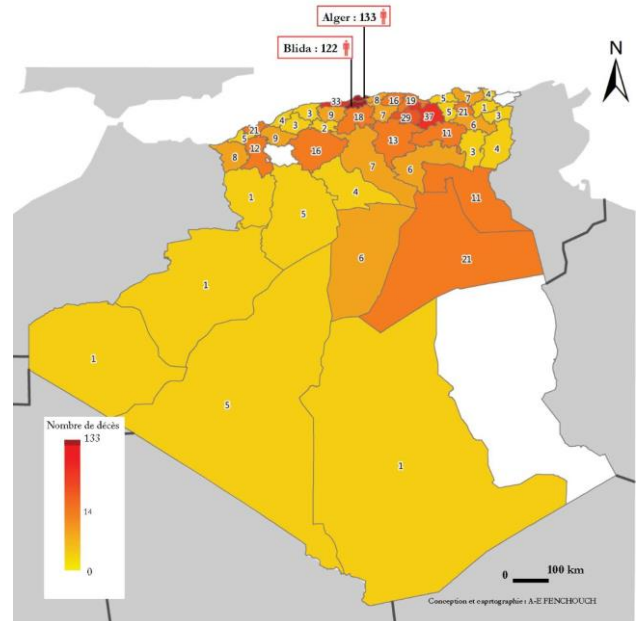 Alger : 133
Blida : 122
N
33 8 16 19 5 7 4
4 3 3 9 18 7 29 37 5 21 1 3
21 5 9 3 2 13 11 6
8 12 16 7 6 3 4
1 5 4 11
6 21
1
1
5
1
Nombre de décès
133
14
0
0 100 km
Conception et caprtographie : A-E FENCHOUCH